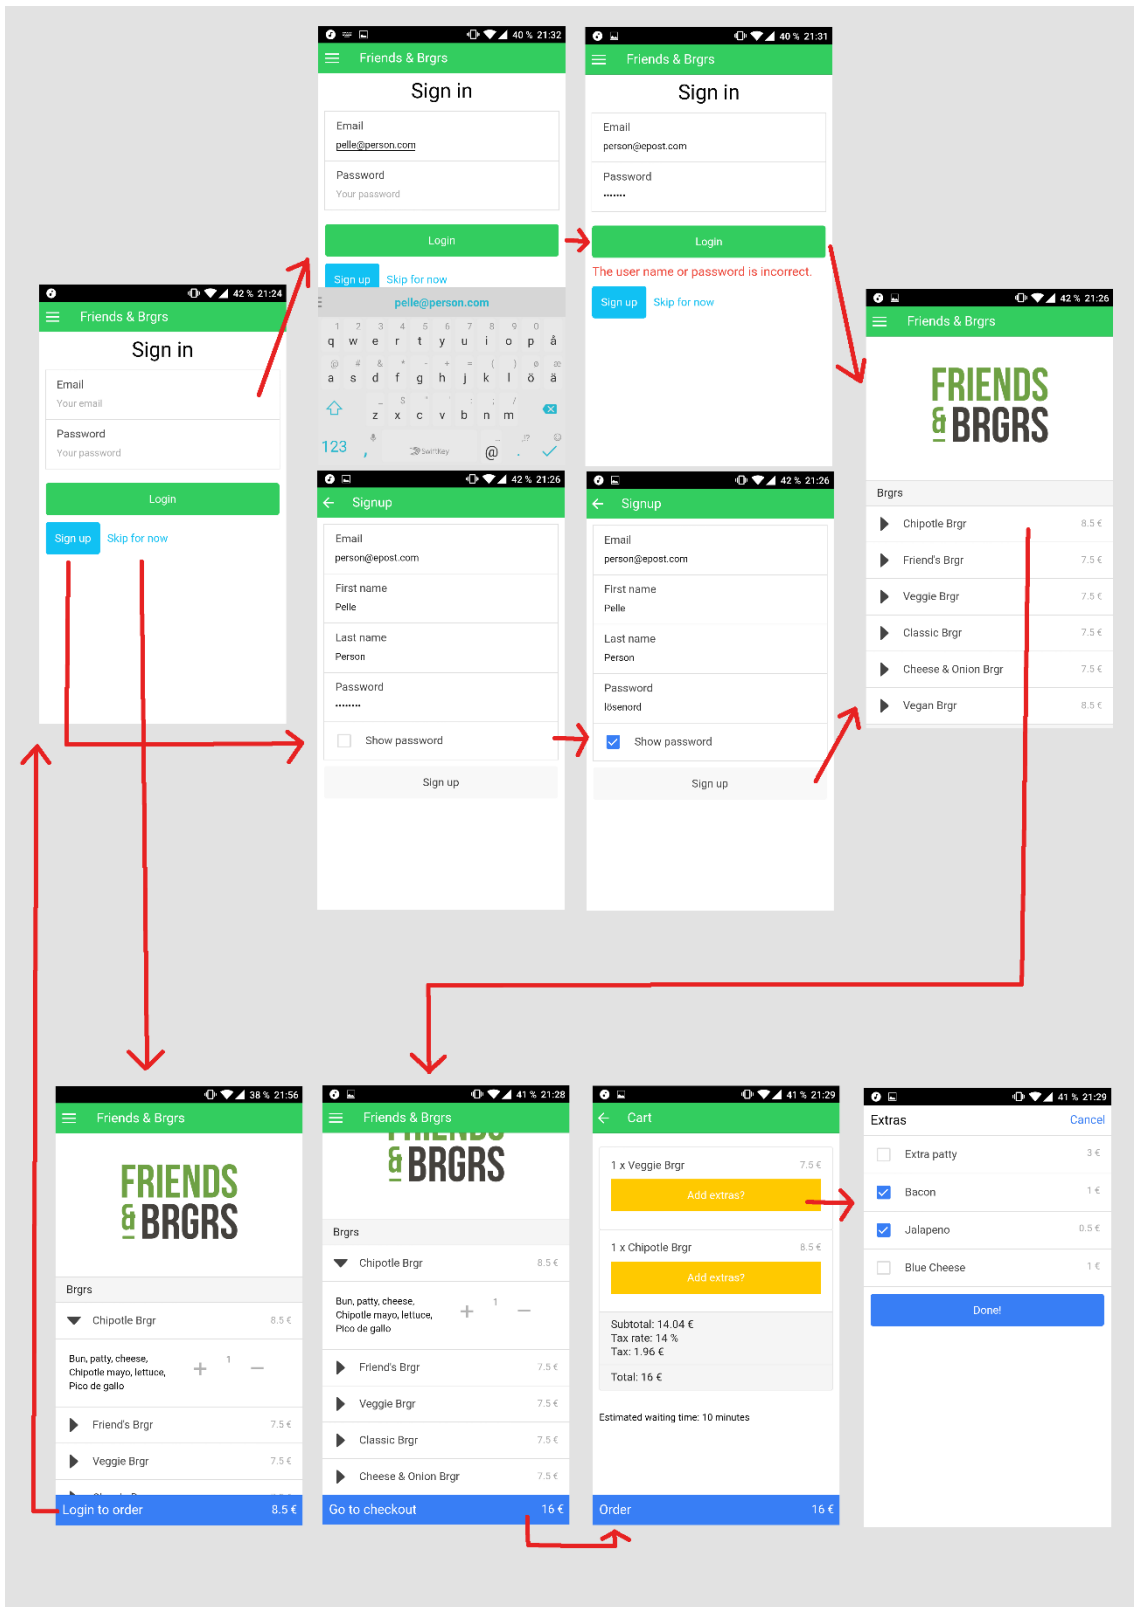 40 % 21:32
Friends & Brgrs
Sign in
Email
pelle@person.com
Password
Your password
Login
Sign up Skip for now
pelle@person.com
1 2 3 4 5 6 7 8 9 0
q w e r t y u i o p å
@ # & * - + = ( ) ø æ
a s d f g h j k l ö ä
_ $ " ' : ; /
z x c v b n m
123 , SwiftKey @ . ,!?
40 % 21:31
Friends & Brgrs
Sign in
Email
person@epost.com
Password
•••••••
Login
The user name or password is incorrect.
Sign up Skip for now
42 % 21:24
Friends & Brgrs
Sign in
Email
Your email
Password
Your password
Login
Sign up Skip for now
42 % 21:26
Friends & Brgrs
FRIENDS
& BRGRS
Brgrs
Chipotle Brgr 8.5 €
Friend's Brgr 7.5 €
Veggie Brgr 7.5 €
Classic Brgr 7.5 €
Cheese & Onion Brgr 7.5 €
Vegan Brgr 8.5 €
42 % 21:26
Signup
Email
person@epost.com
First name
Pelle
Last name
Person
Password
••••••••
Show password
Sign up
42 % 21:26
Signup
Email
person@epost.com
First name
Pelle
Last name
Person
Password
lösenord
Show password
Sign up
38 % 21:56
Friends & Brgrs
FRIENDS
& BRGRS
Brgrs
Chipotle Brgr 8.5 €
Bun, patty, cheese,
Chipotle mayo, lettuce,
Pico de gallo
+ 1 −
Friend's Brgr 7.5 €
Veggie Brgr 7.5 €
Login to order 8.5 €
41 % 21:28
Friends & Brgrs
FRIENDS
& BRGRS
Brgrs
Chipotle Brgr 8.5 €
Bun, patty, cheese,
Chipotle mayo, lettuce,
Pico de gallo
+ 1 −
Friend's Brgr 7.5 €
Veggie Brgr 7.5 €
Classic Brgr 7.5 €
Cheese & Onion Brgr 7.5 €
Go to checkout 16 €
41 % 21:29
Cart
1 x Veggie Brgr 7.5 €
Add extras?
1 x Chipotle Brgr 8.5 €
Add extras?
Subtotal: 14.04 €
Tax rate: 14 %
Tax: 1.96 €
Total: 16 €
Estimated waiting time: 10 minutes
Order 16 €
41 % 21:29
Extras Cancel
Extra patty 3 €
Bacon 1 €
Jalapeno 0.5 €
Blue Cheese 1 €
Done!